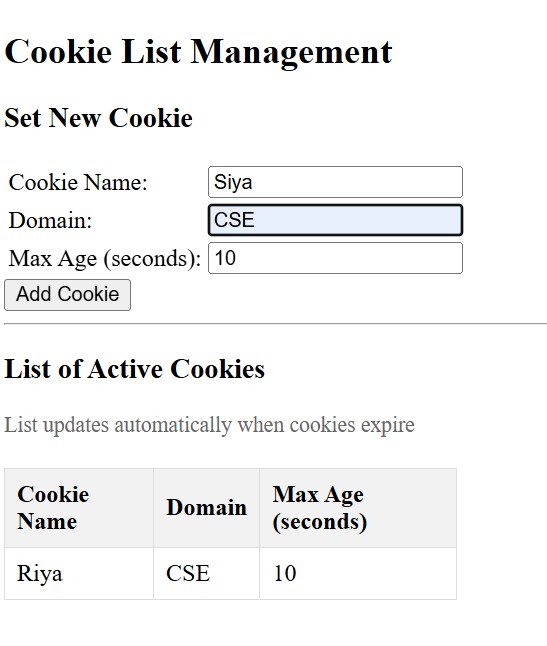 Cookie List Management
Set New Cookie
Cookie Name: Siya
Domain: CSE
Max Age (seconds): 10
Add Cookie
List of Active Cookies
List updates automatically when cookies expire
Cookie Name Domain Max Age (seconds)
Riya CSE 10